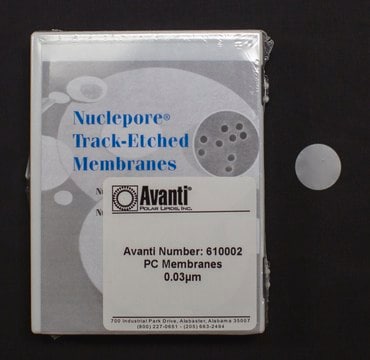 Nuclepore®
Track-Etched
Membranes
Avanti®
POLAR LIPIDS, INC.
Avanti Number: 610002
PC Membranes
0.03µm
700 Industrial Park Drive, Alabaster, Alabama 35007
(800) 227-0651 - (205) 663-2494